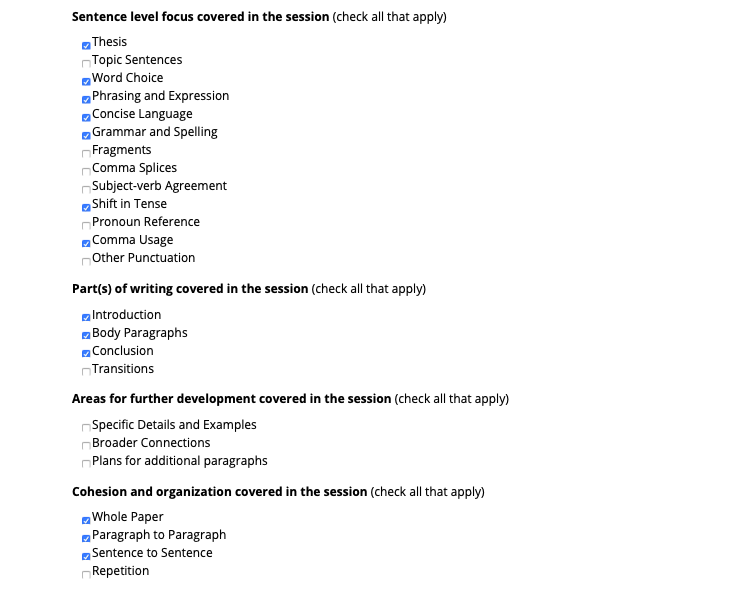 Sentence level focus covered in the session (check all that apply)
Thesis
Topic Sentences
Word Choice
Phrasing and Expression
Concise Language
Grammar and Spelling
Fragments
Comma Splices
Subject-verb Agreement
Shift in Tense
Pronoun Reference
Comma Usage
Other Punctuation
Part(s) of writing covered in the session (check all that apply)
Introduction
Body Paragraphs
Conclusion
Transitions
Areas for further development covered in the session (check all that apply)
Specific Details and Examples
Broader Connections
Plans for additional paragraphs
Cohesion and organization covered in the session (check all that apply)
Whole Paper
Paragraph to Paragraph
Sentence to Sentence
Repetition